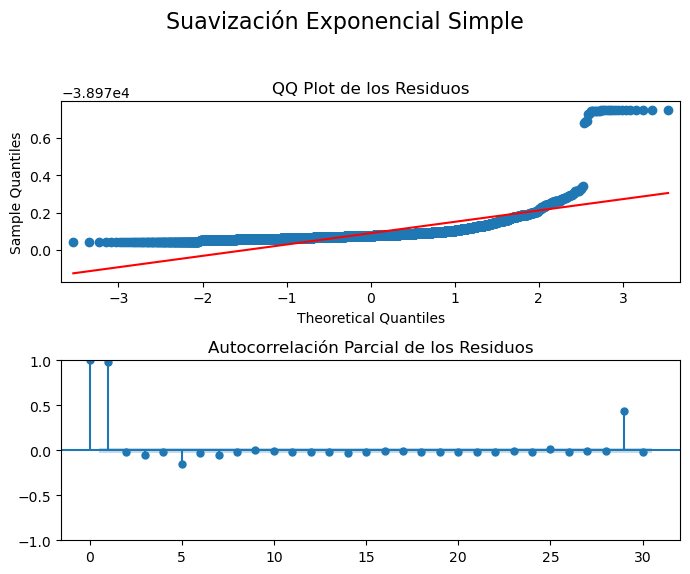 Suavización Exponencial Simple
QQ Plot de los Residuos
−3.897e4
Sample Quantiles
0.6
0.4
0.2
0.0
−3 −2 −1 0 1 2 3
Theoretical Quantiles
Autocorrelación Parcial de los Residuos
1.0
0.5
0.0
−0.5
−1.0
0 5 10 15 20 25 30